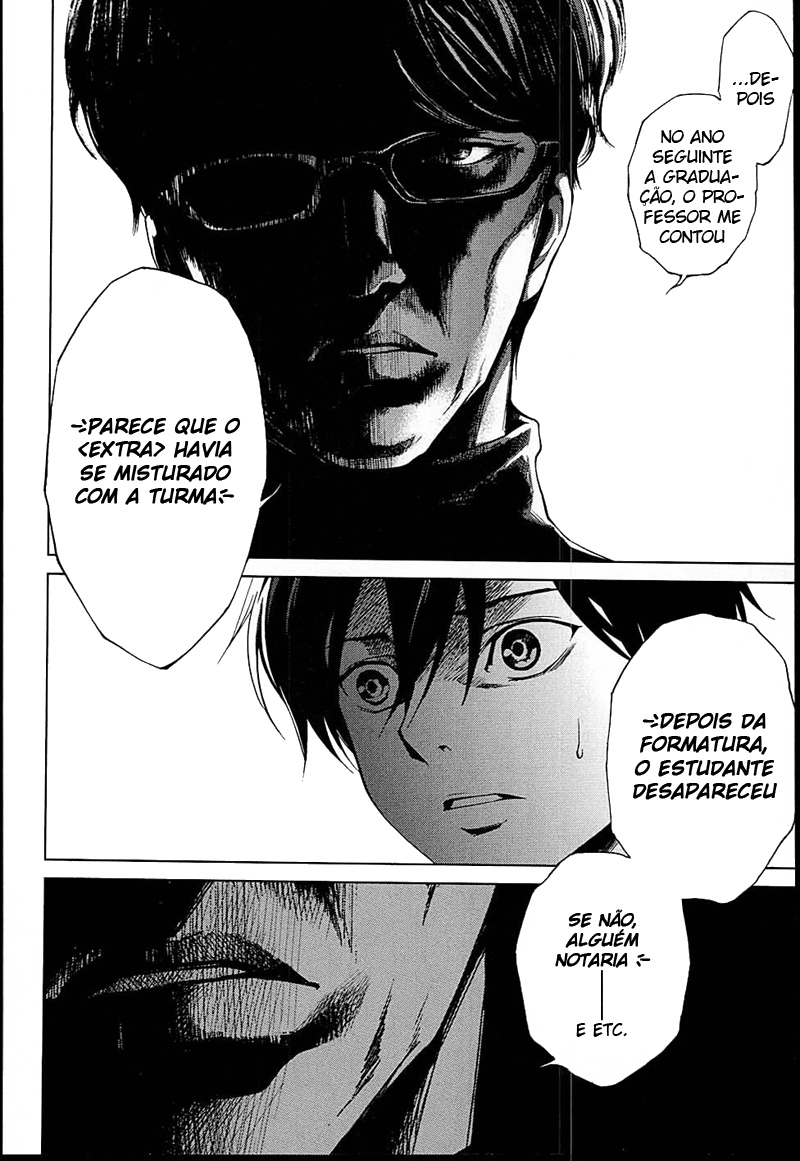 ...DE-
POIS
NO ANO
SEGUINTE
A GRADUA-
ÇÃO, O PRO-
FESSOR ME
CONTOU
-PARECE QUE O
<EXTRA> HAVIA
SE MISTURADO
COM A TURMA-
-DEPOIS DA
FORMATURA,
O ESTUDANTE
DESAPARECEU
SE NÃO,
ALGUÉM
NOTARIA -
E ETC.